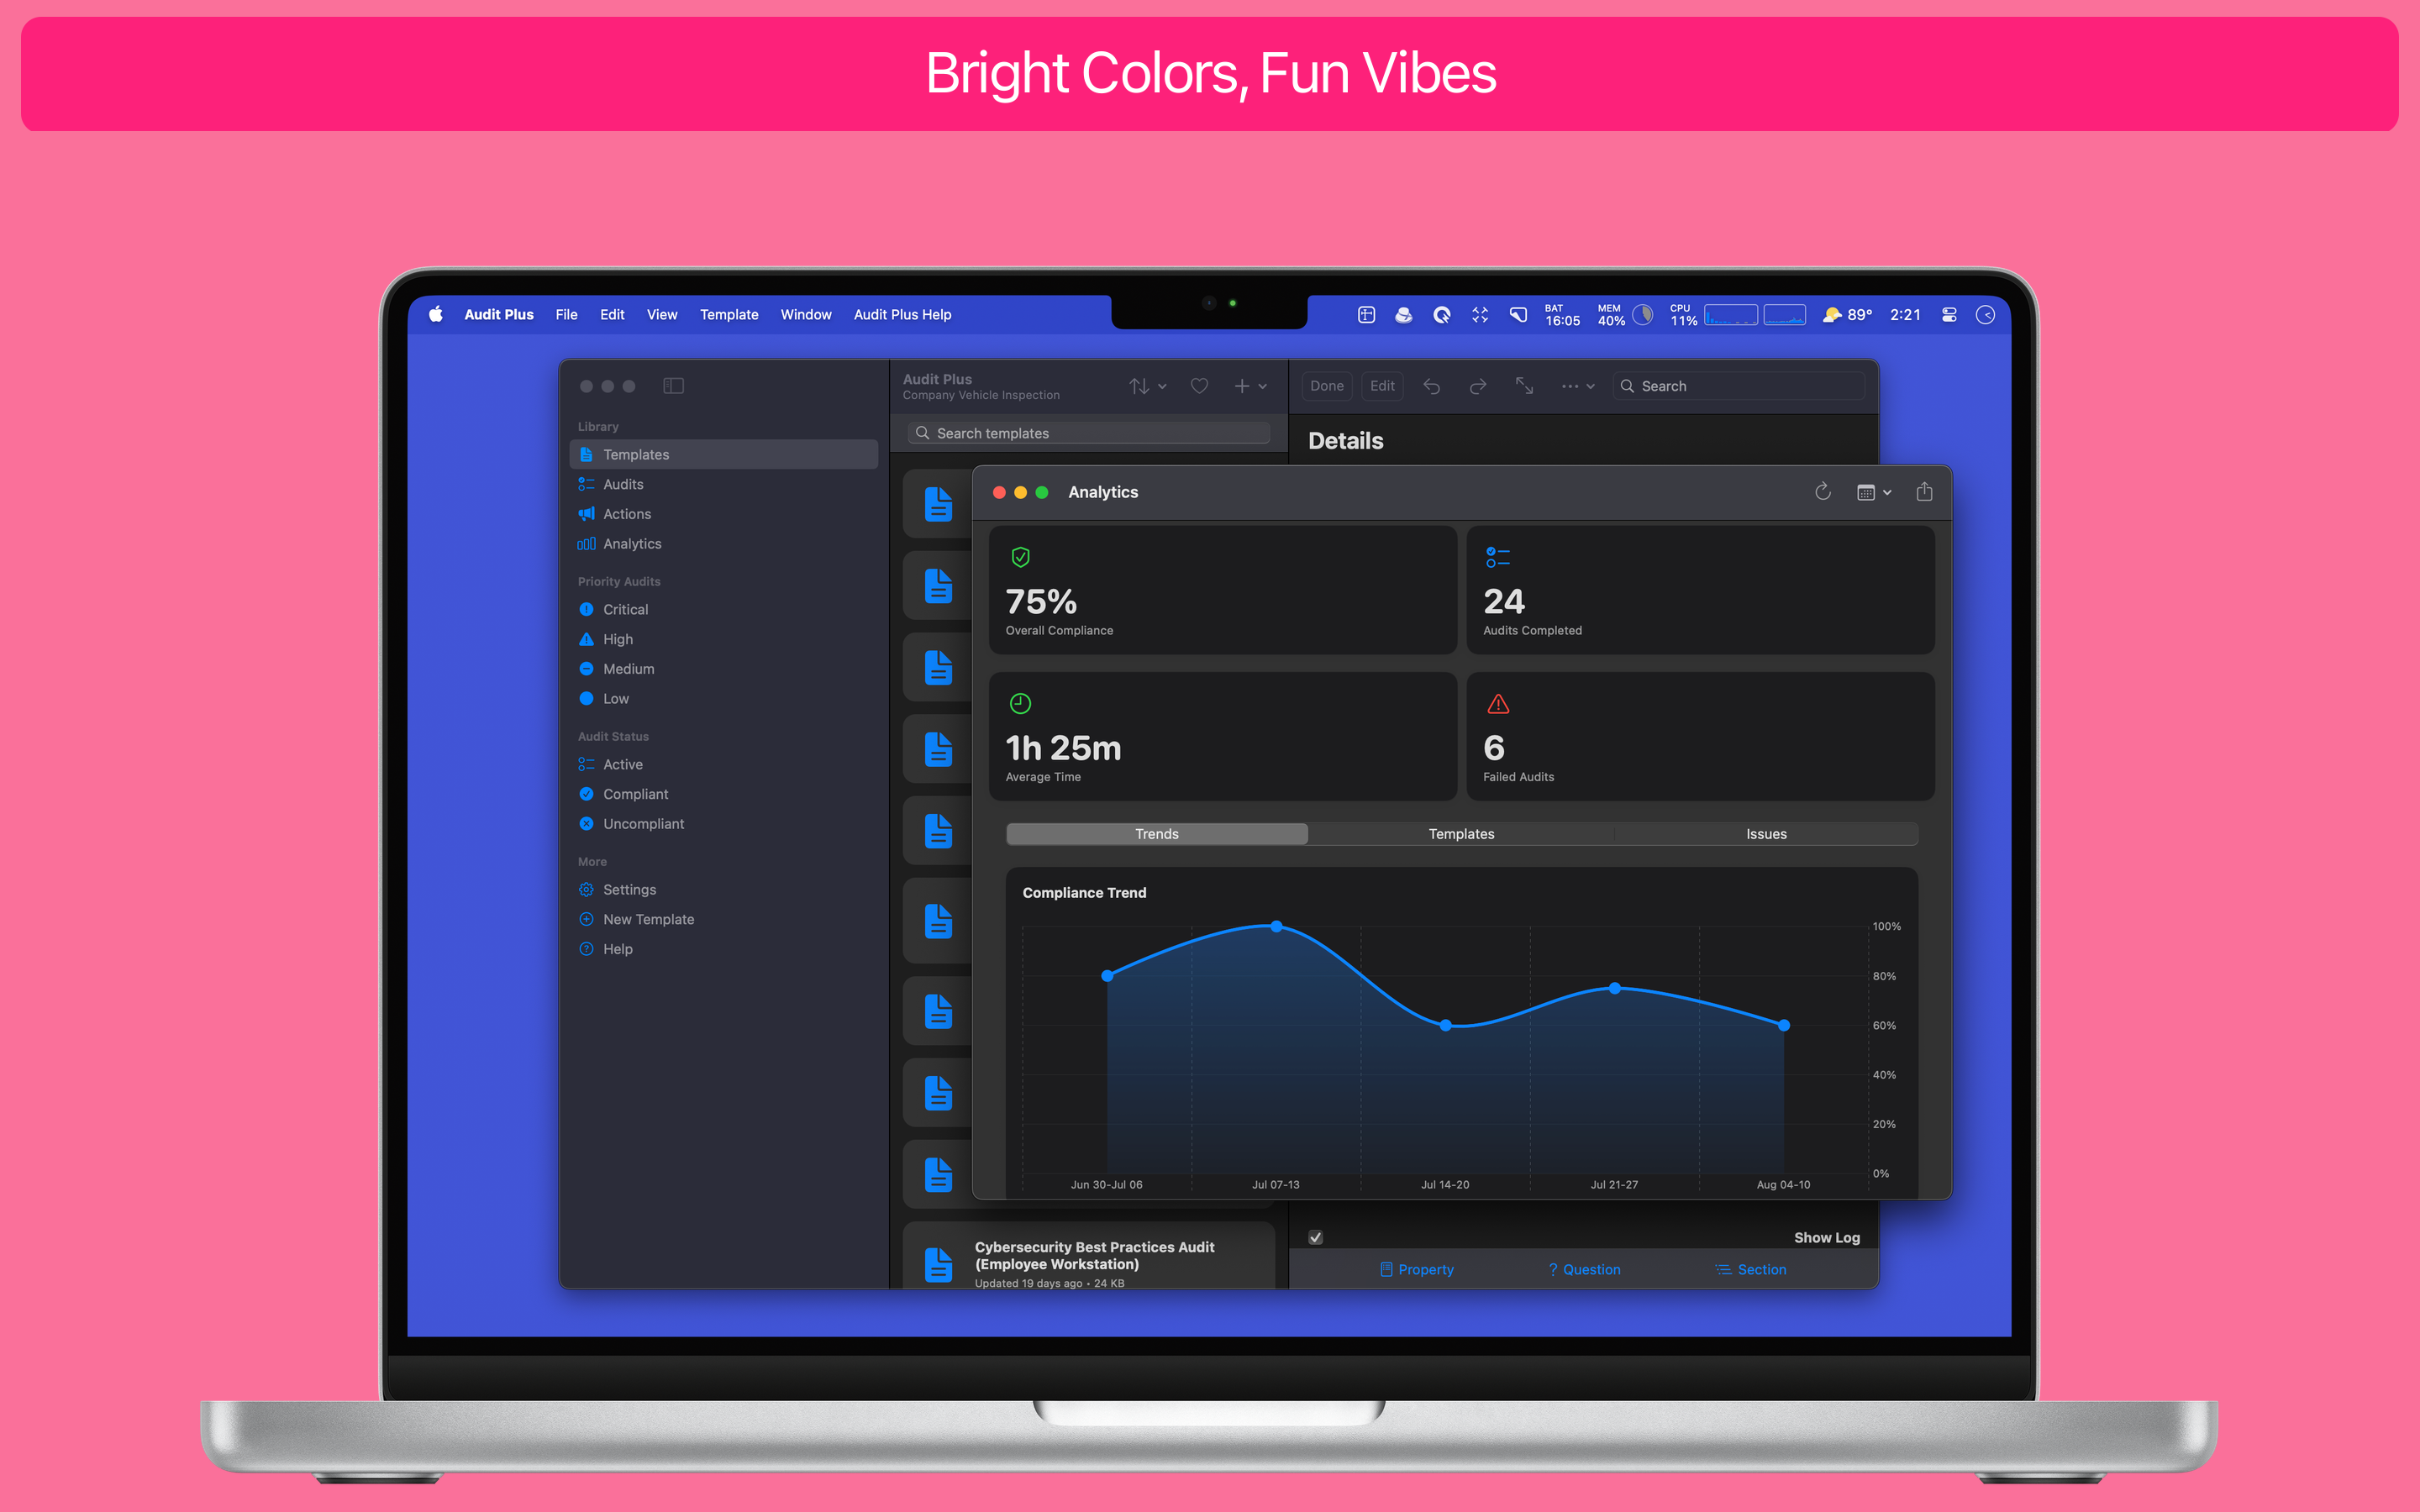 Bright Colors, Fun Vibes
Audit Plus File Edit View Template Window Audit Plus Help
BAT 16:05 MEM 40% CPU 11% 89° 2:21
Library
Templates
Audits
Actions
Analytics
Priority Audits
Critical
High
Medium
Low
Audit Status
Active
Compliant
Uncompliant
More
Settings
New Template
Help
Audit Plus
Company Vehicle Inspection
Search templates
Cybersecurity Best Practices Audit
(Employee Workstation)
Updated 19 days ago • 24 KB
Done Edit Search
Details
Analytics
75%
Overall Compliance
24
Audits Completed
1h 25m
Average Time
6
Failed Audits
Trends Templates Issues
Compliance Trend
100%
80%
60%
40%
20%
0%
Jun 30-Jul 06 Jul 07-13 Jul 14-20 Jul 21-27 Aug 04-10
Show Log
Property ? Question Section